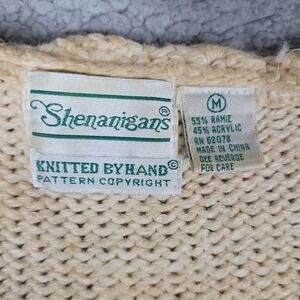 Shenanigans®
KNITTED BY HAND©
PATTERN COPYRIGHT
M
55% RAMIE
45% ACRYLIC
RN 62078
MADE IN CHINA
SEE REVERSE
FOR CARE